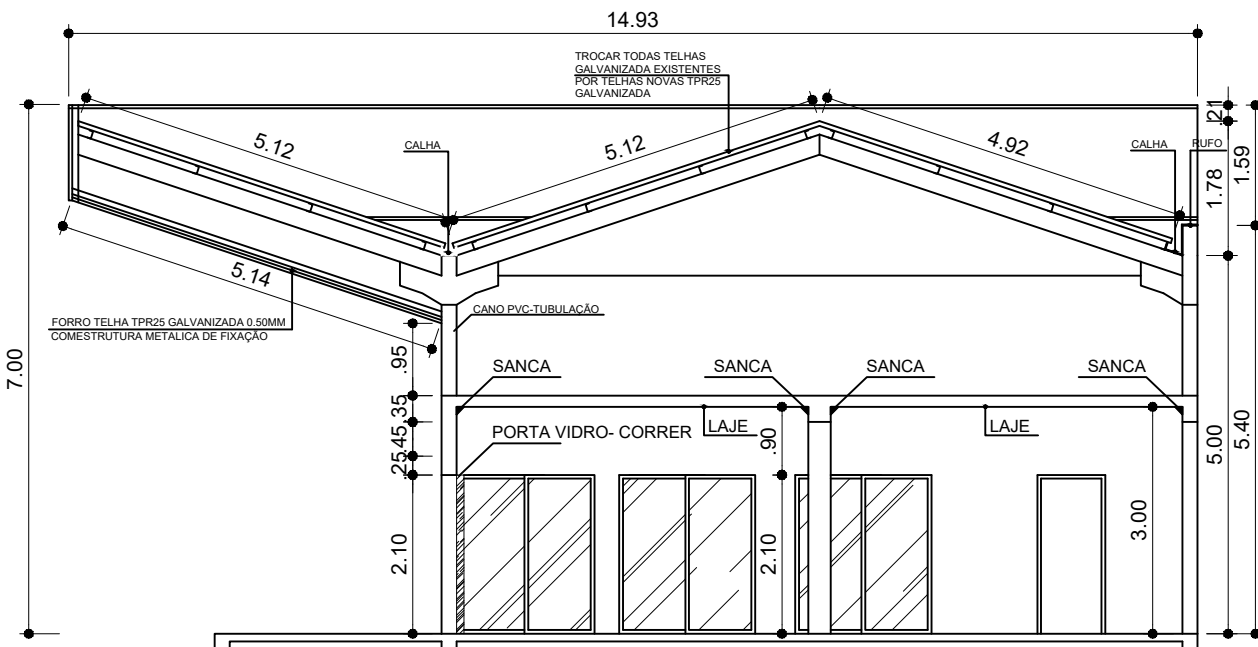 14.93
TROCAR TODAS TELHAS
GALVANIZADA EXISTENTES
POR TELHAS NOVAS TPR25
GALVANIZADA
.21
5.12
CALHA
5.12
4.92
CALHA
RUFO
1.59
1.78
5.14
FORRO TELHA TPR25 GALVANIZADA 0.50MM
COMESTRUTURA METALICA DE FIXAÇÃO
CANO PVC-TUBULAÇÃO
7.00
.95
SANCA
SANCA
SANCA
SANCA
.35
LAJE
LAJE
PORTA VIDRO- CORRER
.45
.90
.25
5.00
5.40
3.00
2.10
2.10